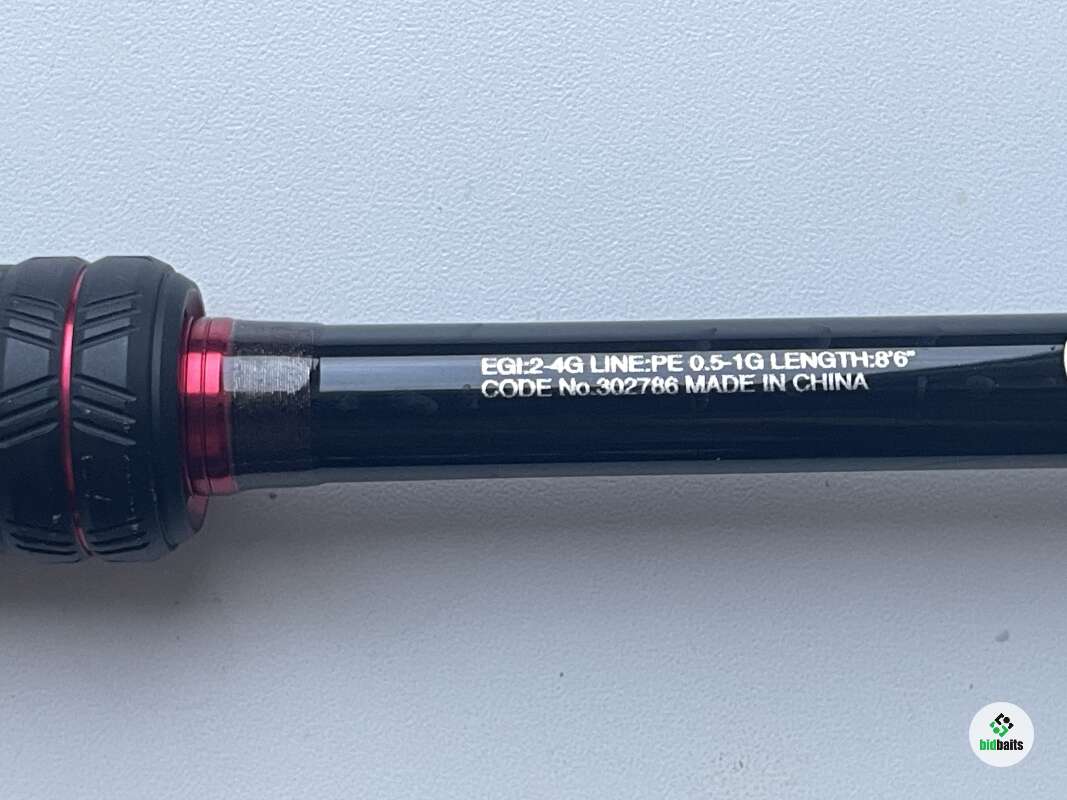 EGI:2-4G LINE:PE 0.5-1G LENGTH:8'6"
CODE No.302786 MADE IN CHINA
bidbaits